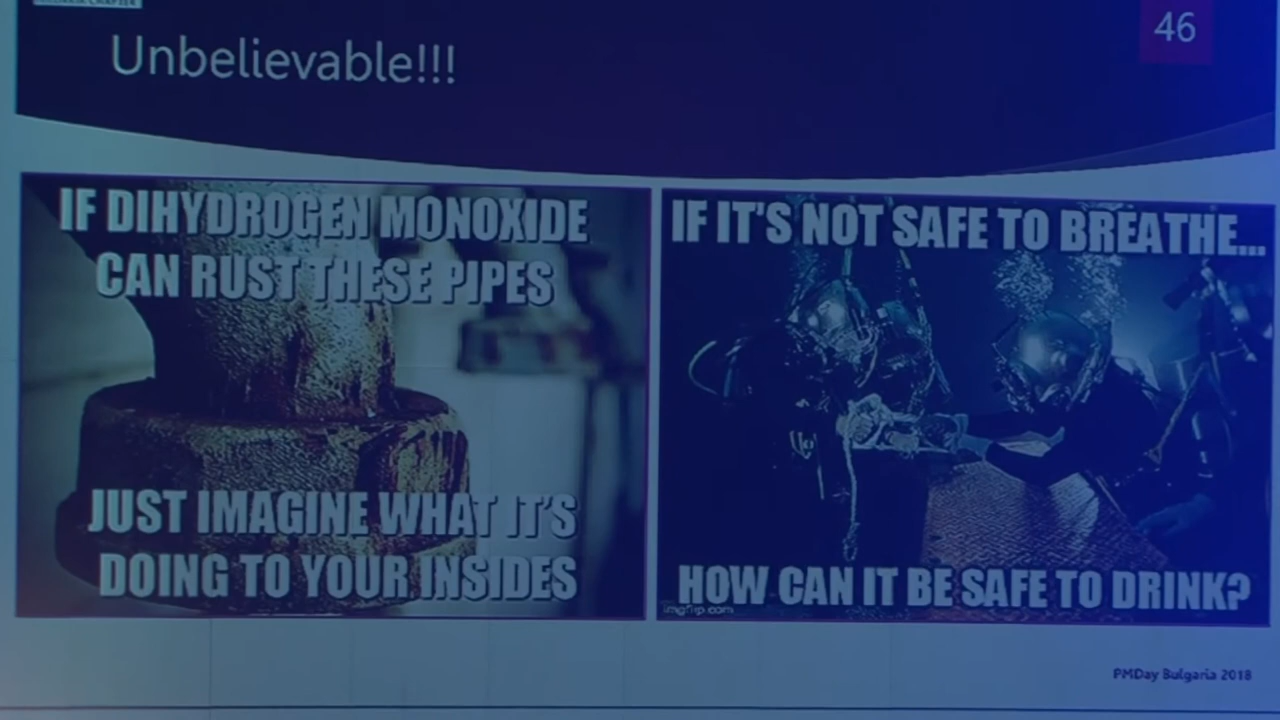 46
Unbelievable!!!
IF DIHYDROGEN MONOXIDE
CAN RUST THESE PIPES
JUST IMAGINE WHAT IT'S
DOING TO YOUR INSIDES
IF IT'S NOT SAFE TO BREATHE...
HOW CAN IT BE SAFE TO DRINK?
imgflip.com
PMDay Bulgaria 2018